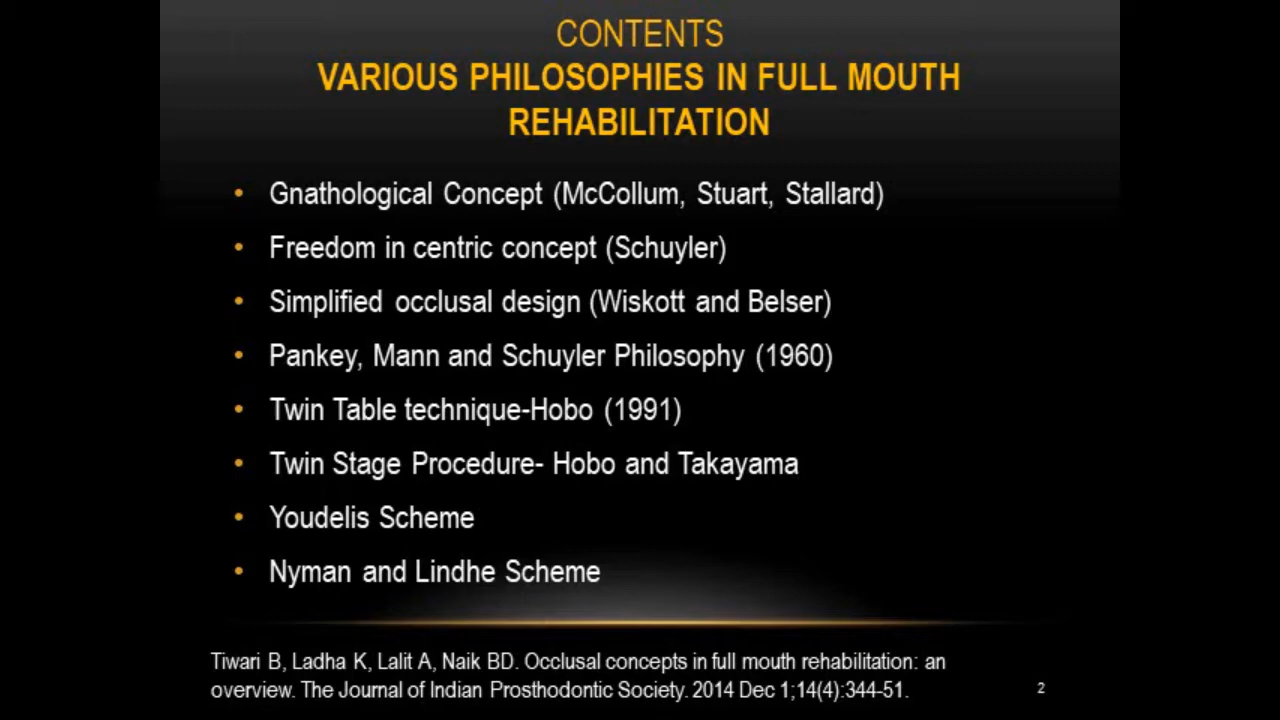 CONTENTS
VARIOUS PHILOSOPHIES IN FULL MOUTH
REHABILITATION
• Gnathological Concept (McCollum, Stuart, Stallard)
• Freedom in centric concept (Schuyler)
• Simplified occlusal design (Wiskott and Belser)
• Pankey, Mann and Schuyler Philosophy (1960)
• Twin Table technique-Hobo (1991)
• Twin Stage Procedure- Hobo and Takayama
• Youdelis Scheme
• Nyman and Lindhe Scheme
Tiwari B, Ladha K, Lalit A, Naik BD. Occlusal concepts in full mouth rehabilitation: an
overview. The Journal of Indian Prosthodontic Society. 2014 Dec 1;14(4):344-51.
2